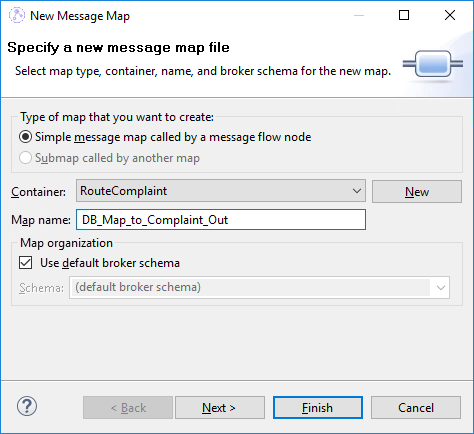 New Message Map
Specify a new message map file
Select map type, container, name, and broker schema for the new map.
Type of map that you want to create:
Simple message map called by a message flow node
Submap called by another map
Container: RouteComplaint New
Map name: DB_Map_to_Complaint_Out
Map organization
Use default broker schema
Schema: (default broker schema)
? < Back Next > Finish Cancel